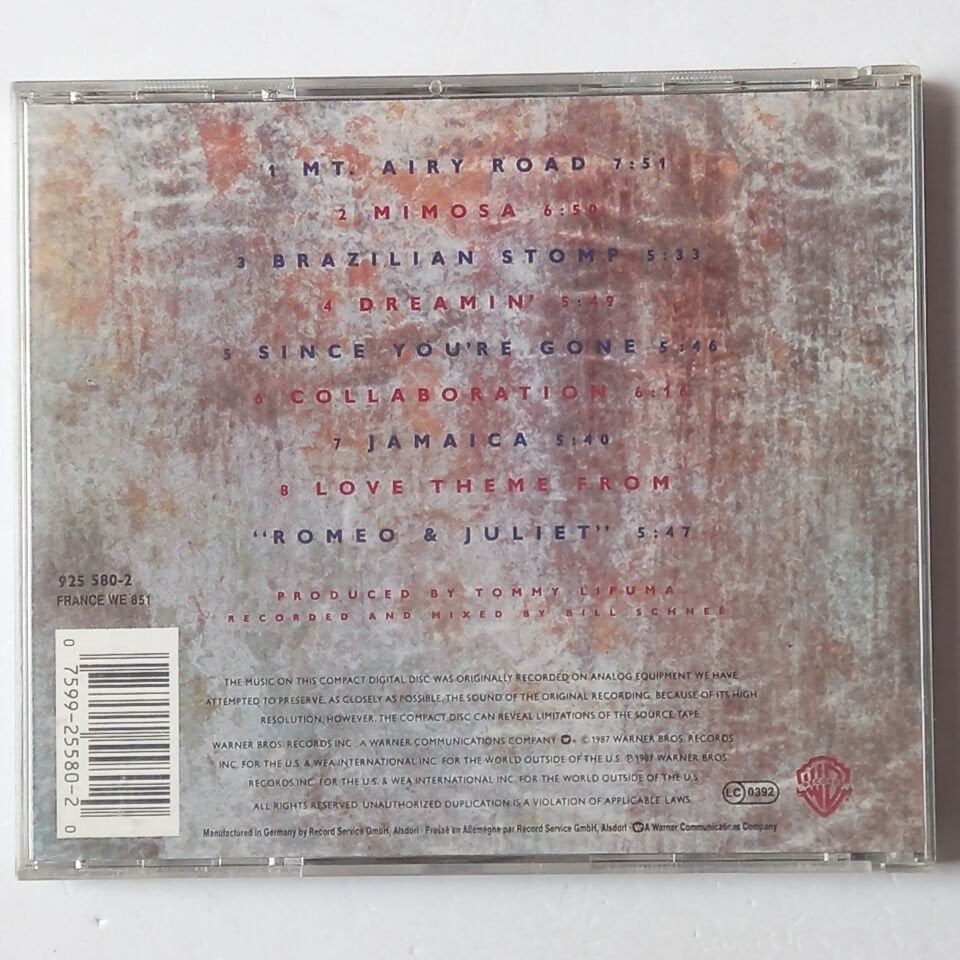 1 MT. AIRY ROAD 7:51
2 MIMOSA 6:50
3 BRAZILIAN STOMP 5:33
4 DREAMIN' 5:49
5 SINCE YOU'RE GONE 5:46
6 COLLABORATION 6:16
7 JAMAICA 5:40
8 LOVE THEME FROM
"ROMEO & JULIET" 5:47
925 580-2
FRANCE WE 851
PRODUCED BY TOMMY LIPUMA
RECORDED AND MIXED BY BILL SCHNEE
THE MUSIC ON THIS COMPACT DIGITAL DISC WAS ORIGINALLY RECORDED ON ANALOG EQUIPMENT. WE HAVE
ATTEMPTED TO PRESERVE, AS CLOSELY AS POSSIBLE, THE SOUND OF THE ORIGINAL RECORDING. BECAUSE OF ITS HIGH
RESOLUTION, HOWEVER, THE COMPACT DISC CAN REVEAL LIMITATIONS OF THE SOURCE TAPE.
WARNER BROS. RECORDS INC., A WARNER COMMUNICATIONS COMPANY. © 1987 WARNER BROS. RECORDS
INC. FOR THE U.S. & WEA INTERNATIONAL INC. FOR THE WORLD OUTSIDE OF THE U.S. ℗ 1987 WARNER BROS.
RECORDS INC. FOR THE U.S. & WEA INTERNATIONAL INC. FOR THE WORLD OUTSIDE OF THE U.S.
ALL RIGHTS RESERVED. UNAUTHORIZED DUPLICATION IS A VIOLATION OF APPLICABLE LAWS.
Manufactured in Germany by Record Service GmbH, Alsdorf · Preisé en Allemagne par Record Service GmbH, Alsdorf · A Warner Communications Company
0 7599-25580-2 0
LC 0392
RECORDS